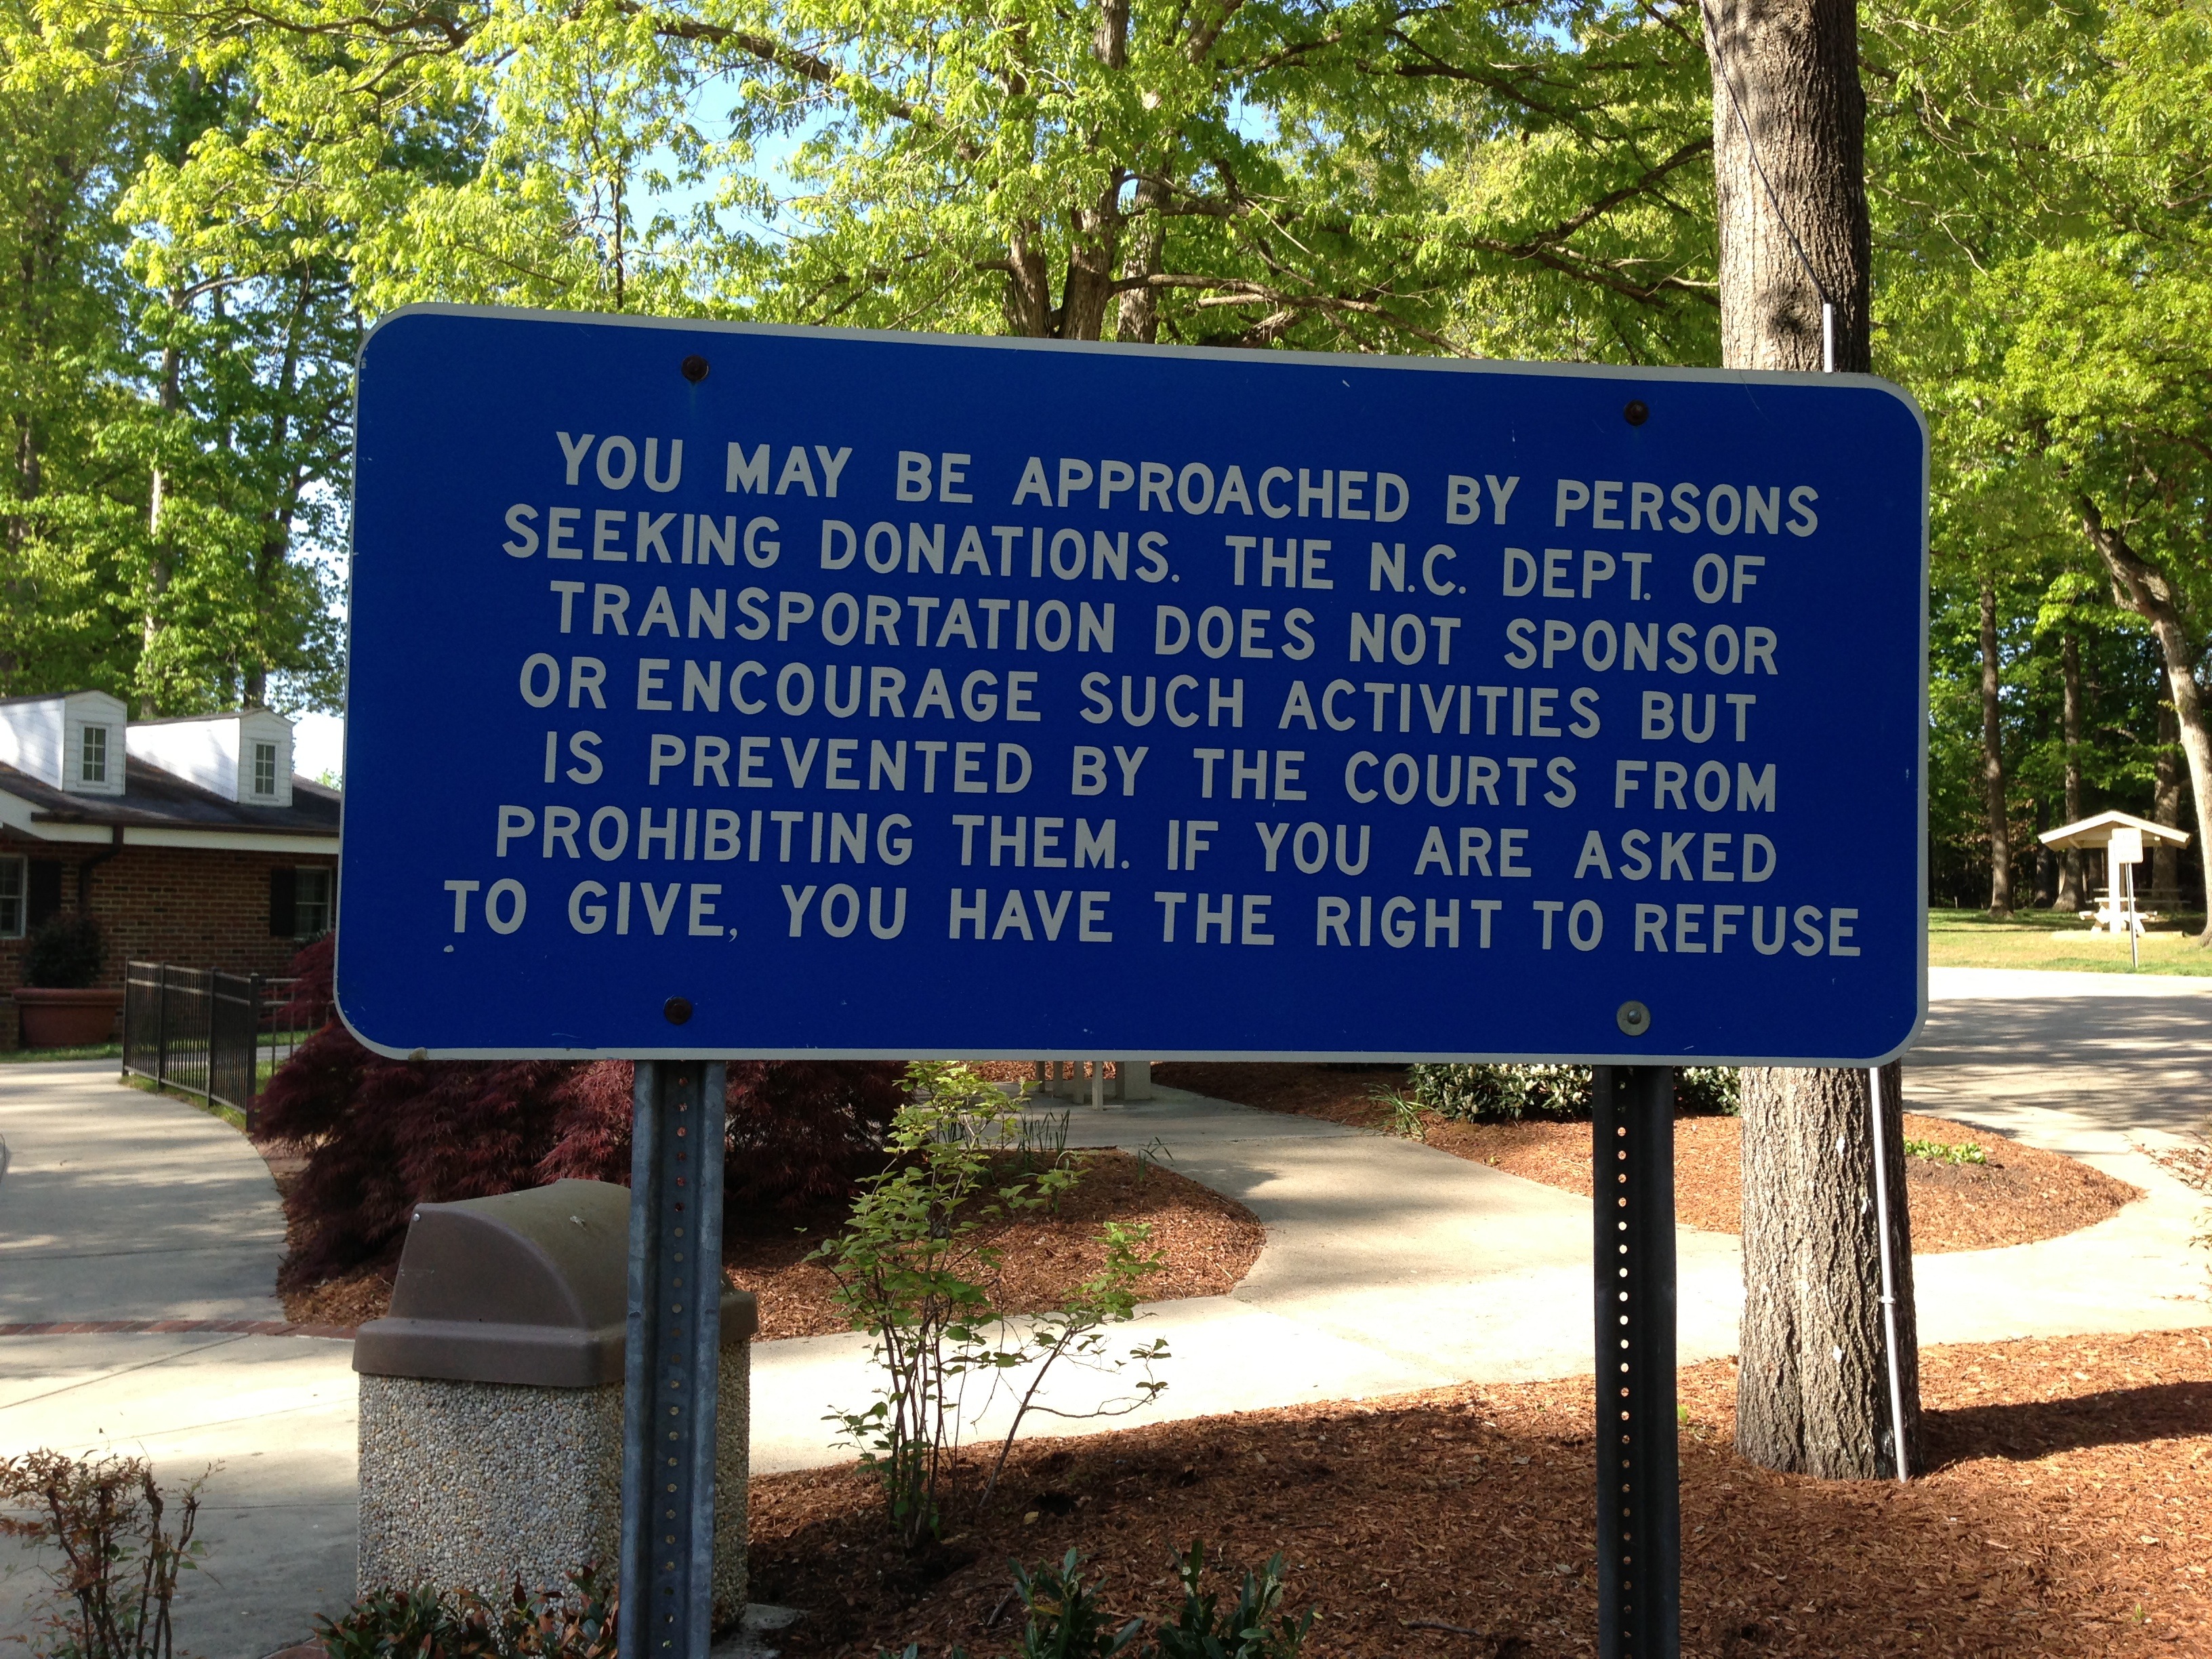 YOU MAY BE APPROACHED BY PERSONS
SEEKING DONATIONS. THE N.C. DEPT. OF
TRANSPORTATION DOES NOT SPONSOR
OR ENCOURAGE SUCH ACTIVITIES BUT
IS PREVENTED BY THE COURTS FROM
PROHIBITING THEM. IF YOU ARE ASKED
TO GIVE, YOU HAVE THE RIGHT TO REFUSE